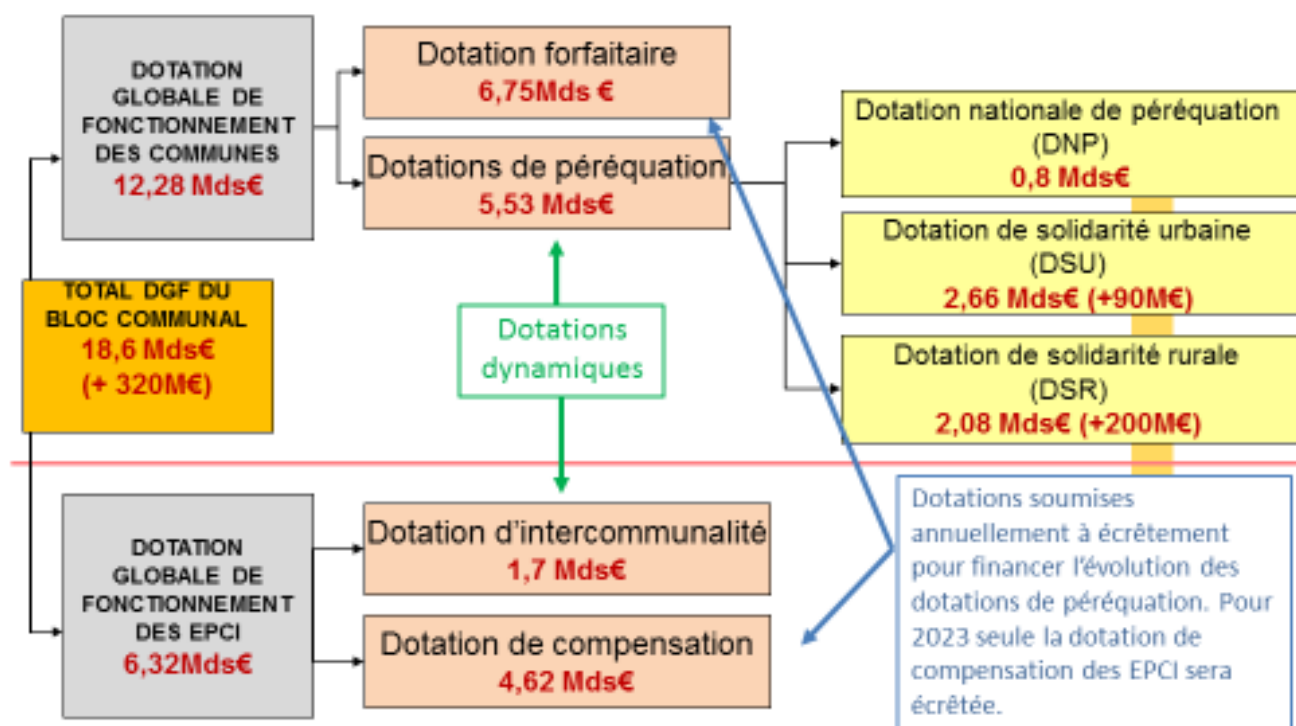 DOTATION
GLOBALE DE
FONCTIONNEMENT
DES COMMUNES
12,28 Mds€
Dotation forfaitaire
6,75Mds €
Dotations de péréquation
5,53 Mds€
Dotation nationale de péréquation
(DNP)
0,8 Mds€
Dotation de solidarité urbaine
(DSU)
2,66 Mds€ (+90M€)
Dotation de solidarité rurale
(DSR)
2,08 Mds€ (+200M€)
TOTAL DGF DU
BLOC COMMUNAL
18,6 Mds€
(+ 320M€)
Dotations
dynamiques
DOTATION
GLOBALE DE
FONCTIONNEMENT
DES EPCI
6,32Mds€
Dotation d'intercommunalité
1,7 Mds€
Dotation de compensation
4,62 Mds€
Dotations soumises
annuellement à écrêtement
pour financer l'évolution des
dotations de péréquation. Pour
2023 seule la dotation de
compensation des EPCI sera
écrêtée.